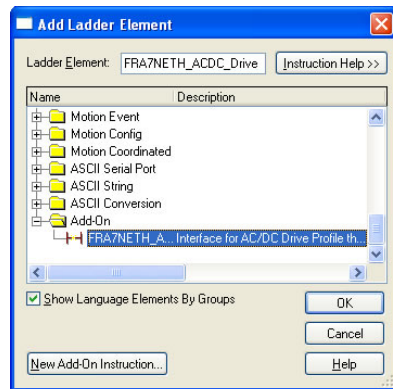 Add Ladder Element
Ladder Element: FRA7NETH_ACDC_Drive Instruction Help >>
Name Description
Motion Event
Motion Config
Motion Coordinated
ASCII Serial Port
ASCII String
ASCII Conversion
Add-On
FRA7NETH_A... Interface for AC/DC Drive Profile th...
Show Language Elements By Groups
OK
Cancel
New Add-On Instruction...
Help